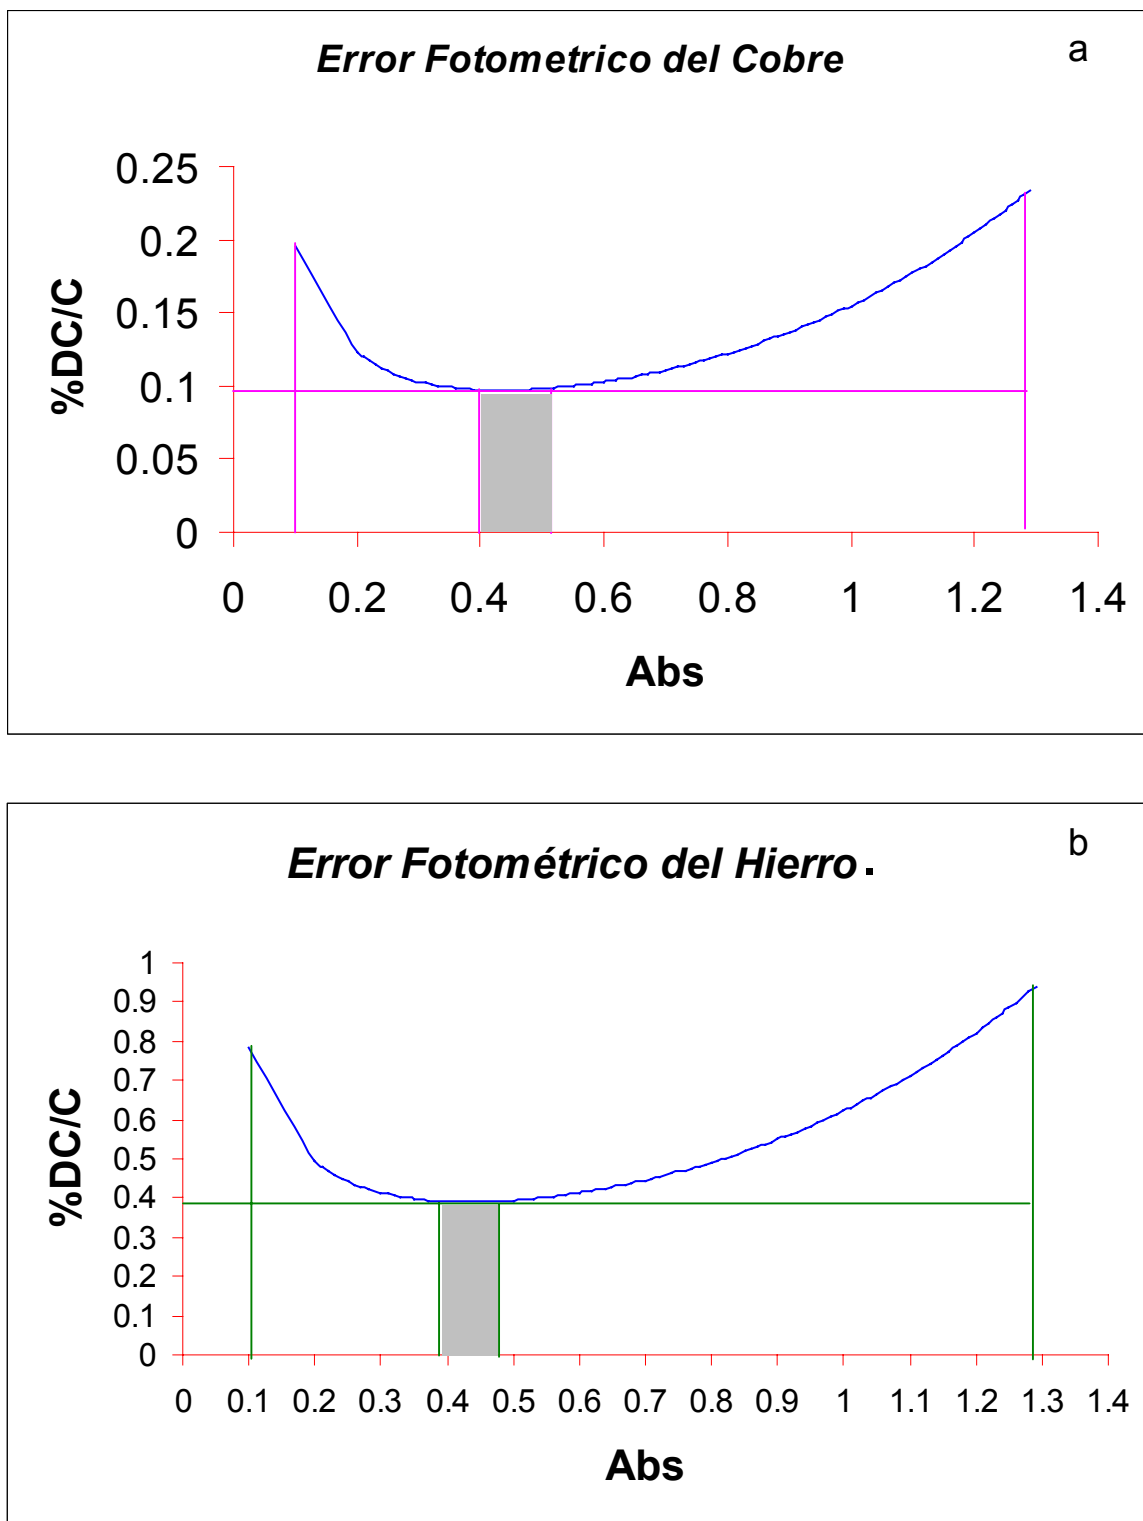 a
Error Fotometrico del Cobre
0.25
0.2
0.15
0.1
0.05
0
%DC/C
0 0.2 0.4 0.6 0.8 1 1.2 1.4
Abs
b
Error Fotométrico del Hierro.
1
0.9
0.8
0.7
0.6
0.5
0.4
0.3
0.2
0.1
0
%DC/C
0 0.1 0.2 0.3 0.4 0.5 0.6 0.7 0.8 0.9 1 1.1 1.2 1.3 1.4
Abs